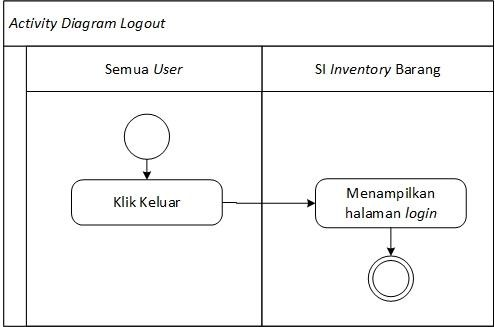 Activity Diagram Logout
Semua User
SI Inventory Barang
Klik Keluar
Menampilkan
halaman login